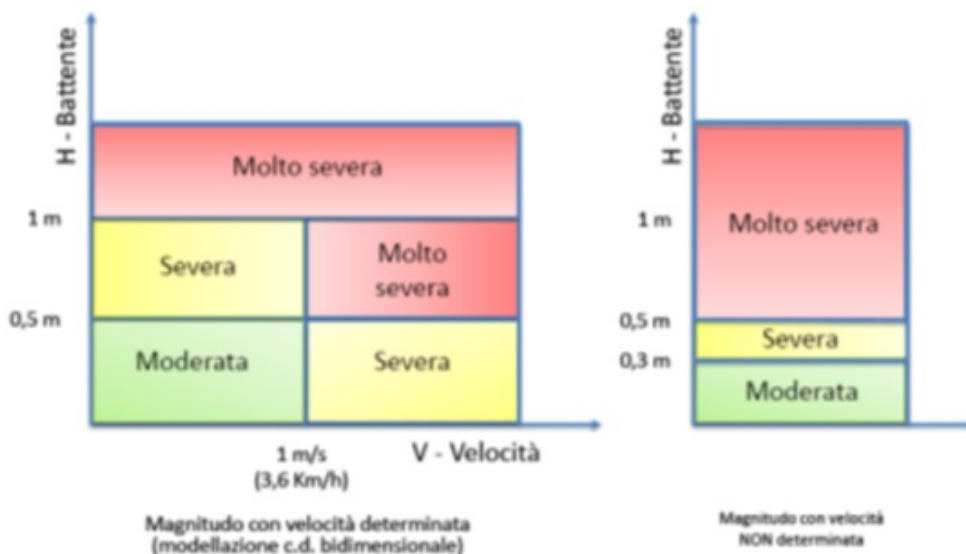 H - Battente
Molto severa
1 m
Severa
Molto
severa
0,5 m
Moderata
Severa
1 m/s
(3,6 Km/h)
V - Velocità
Magnitudo con velocità determinata
(modellazione c.d. bidimensionale)
H - Battente
1 m
Molto severa
0,5 m
Severa
0,3 m
Moderata
Magnitudo con velocità
NON determinata